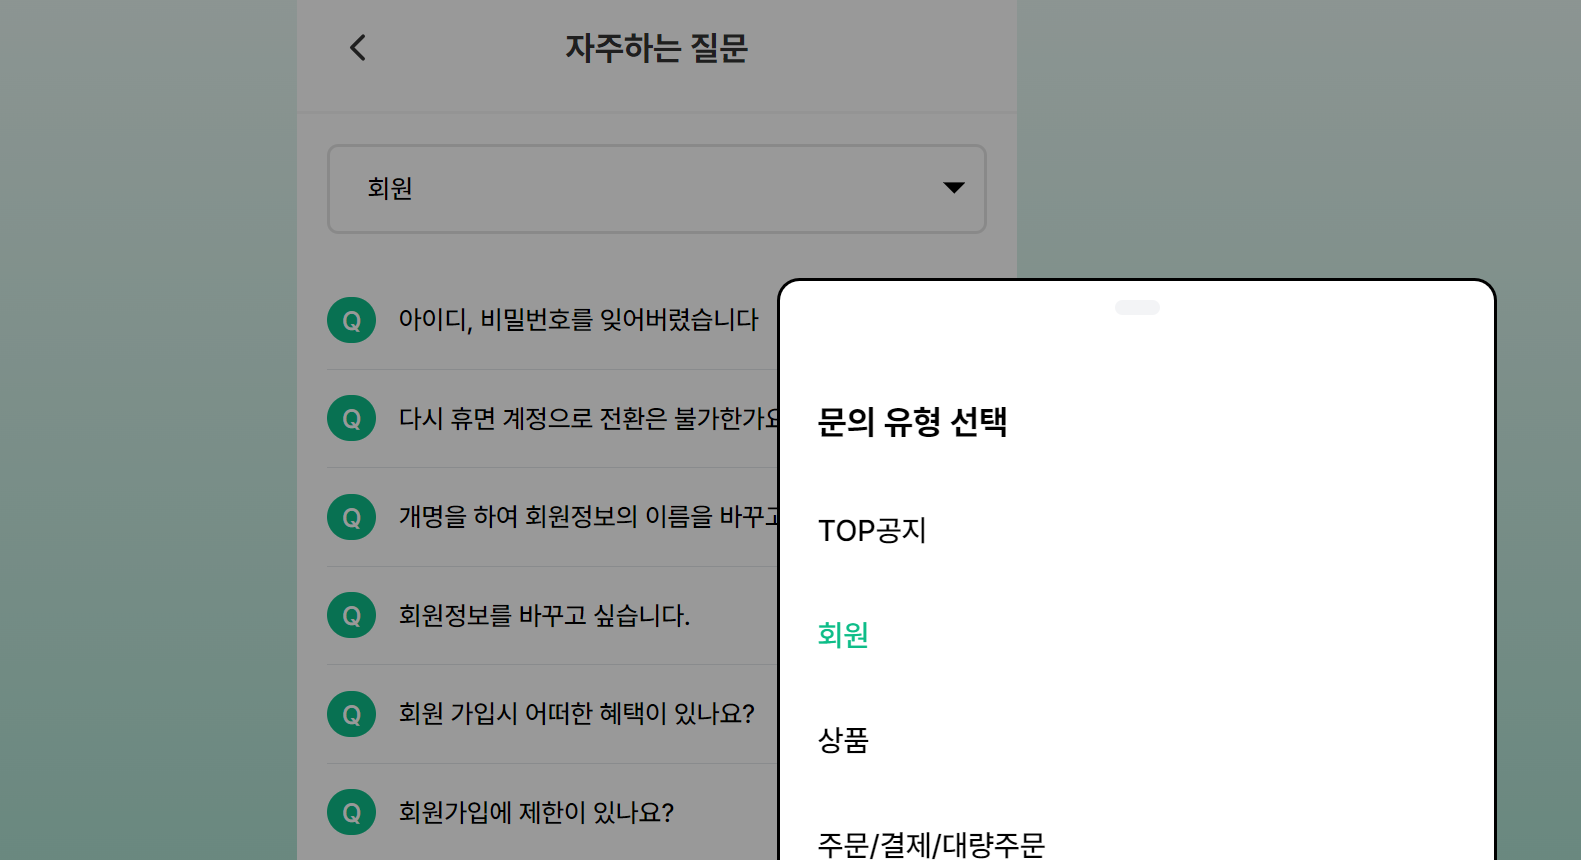 자주하는 질문
회원
Q 아이디, 비밀번호를 잊어버렸습니다
Q 다시 휴면 계정으로 전환은 불가한가요
Q 개명을 하여 회원정보의 이름을 바꾸고
Q 회원정보를 바꾸고 싶습니다.
Q 회원 가입시 어떠한 혜택이 있나요?
Q 회원가입에 제한이 있나요?
문의 유형 선택
TOP공지
회원
상품
주문/결제/대량주문